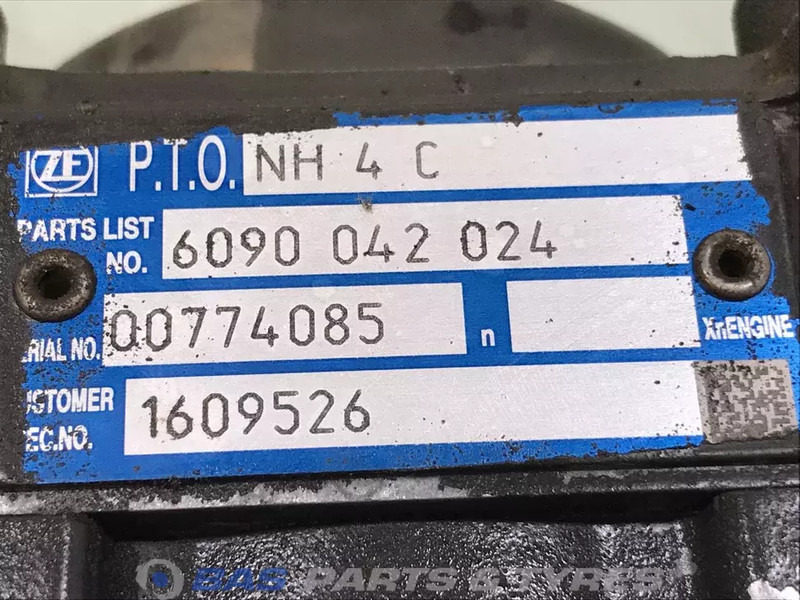 ZF P.T.O. NH 4 C
PARTS LIST
NO. 6090 042 024
ERIAL NO. 00774085 n XnENGINE
USTOMER
EC.NO. 1609526
BAS PARTS & TYRES